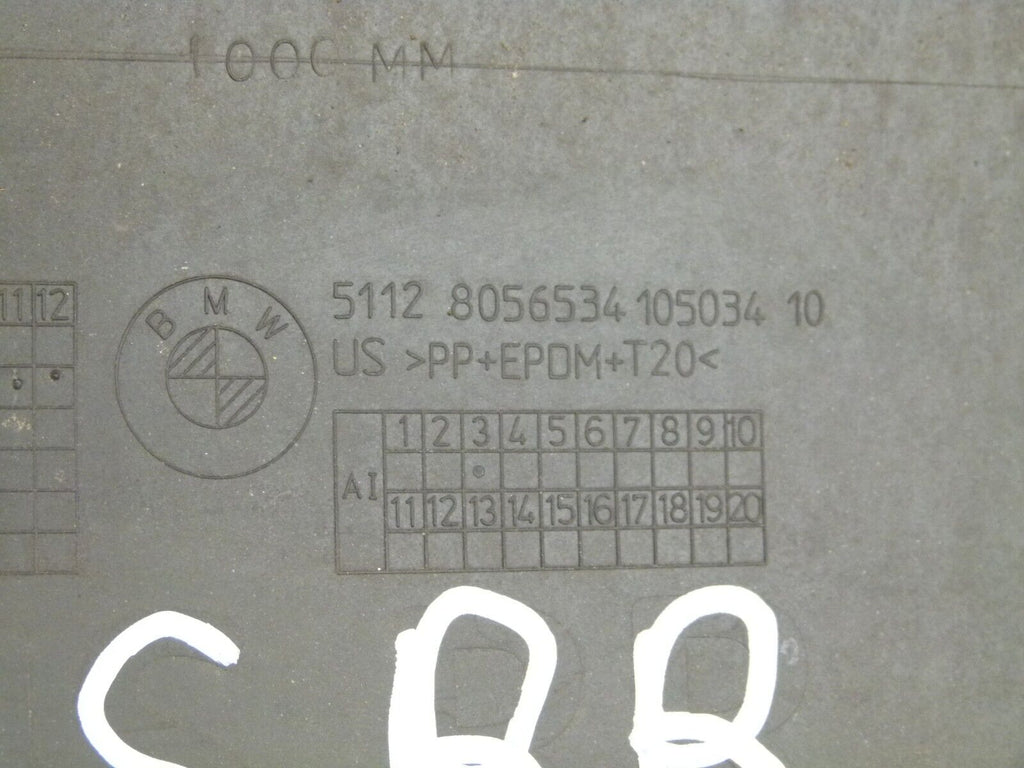 1000 MM
11 12
B M W
5112 8056534 105034 10
US >PP+EPDM+T20<
AI
1 2 3 4 5 6 7 8 9 10
11 12 13 14 15 16 17 18 19 20